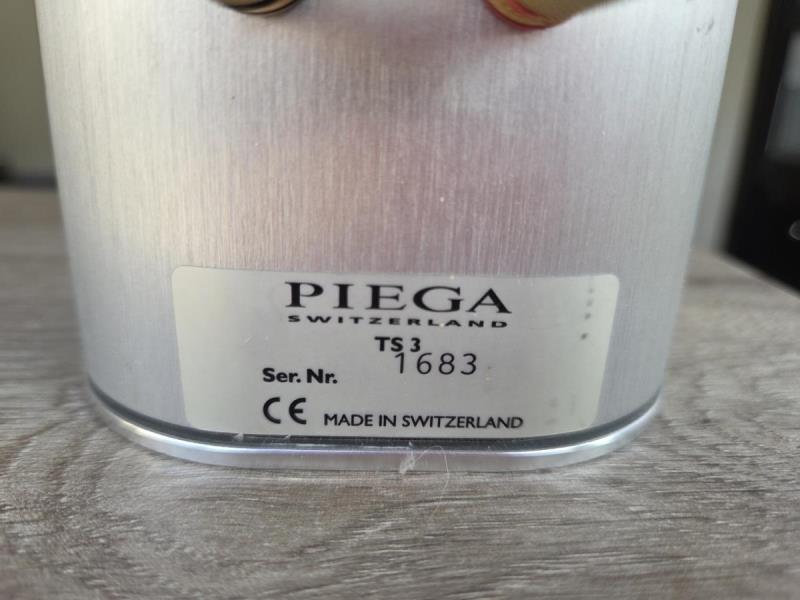 PIEGA
SWITZERLAND
TS 3
Ser. Nr. 1683
CE MADE IN SWITZERLAND